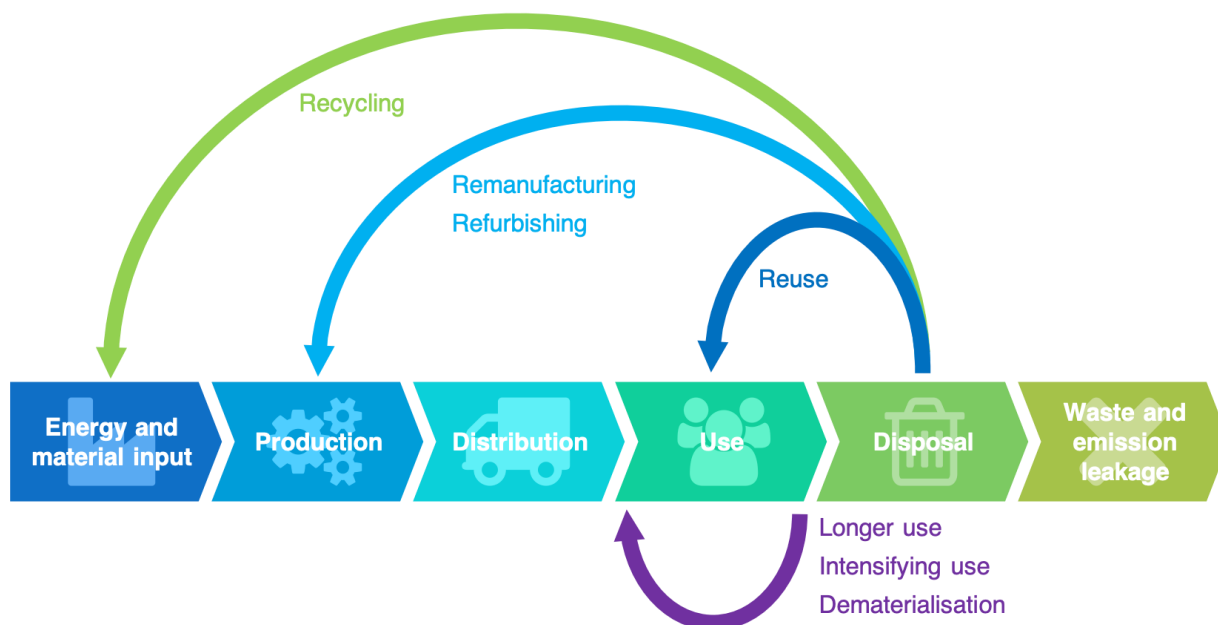 Recycling
Remanufacturing
Refurbishing
Reuse
Energy and
material input
Production
Distribution
Use
Disposal
Waste and
emission
leakage
Longer use
Intensifying use
Dematerialisation